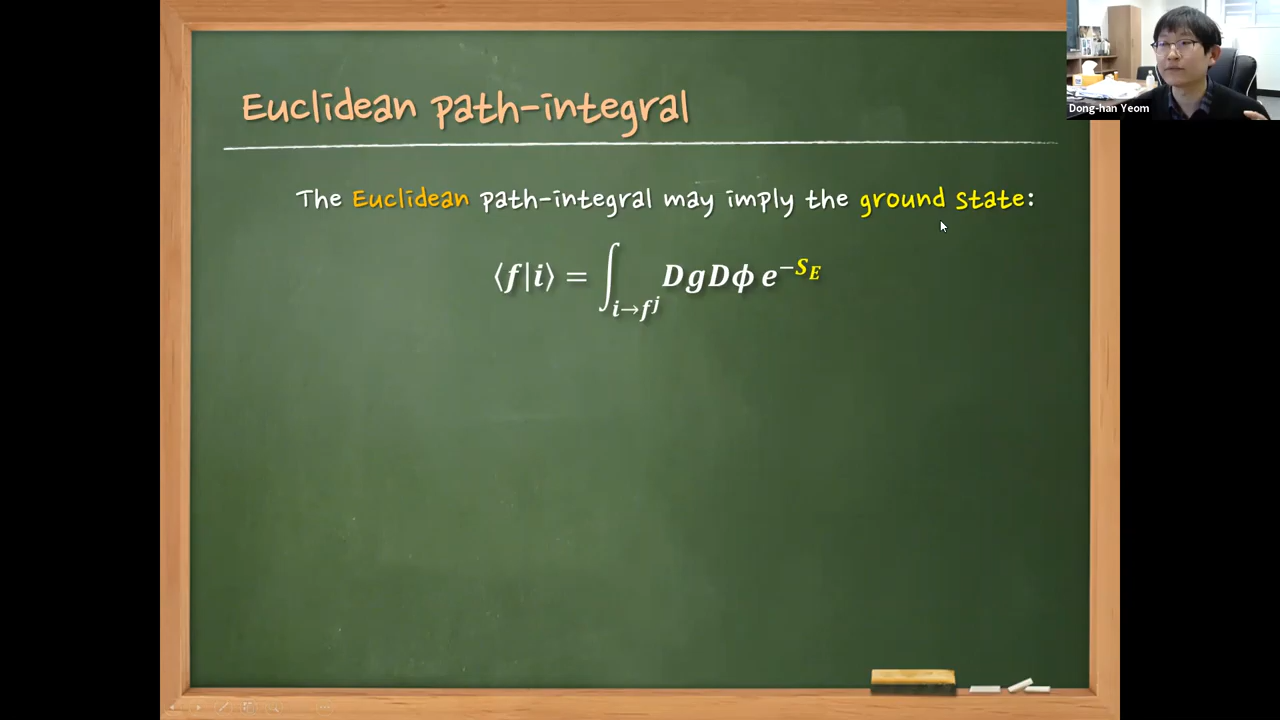 Euclidean path-integral
Dong-han Yeom
The Euclidean path-integral may imply the ground state:
⟨f|i⟩ = ∫_{i→f^j} DgDϕ e^{−S_E}